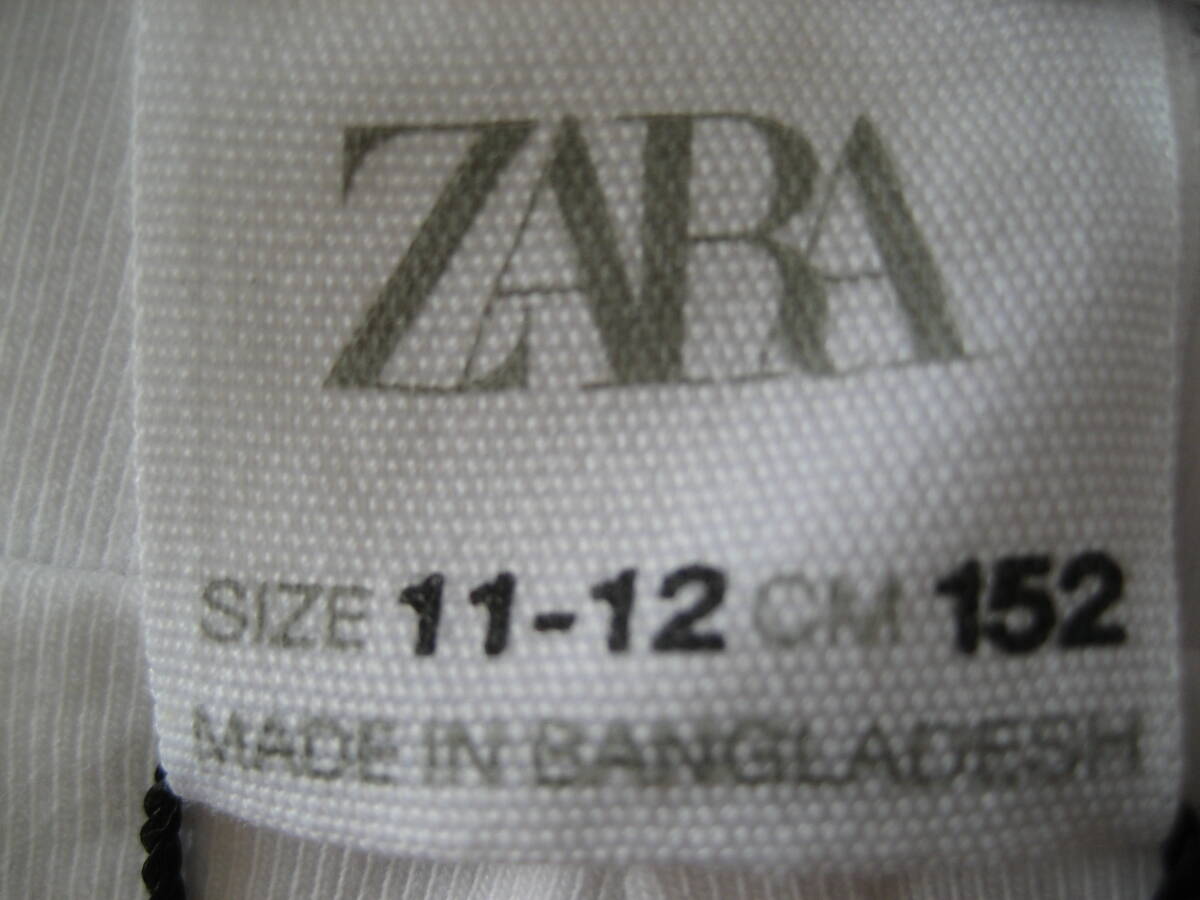 ZARA
SIZE 11-12 CM 152
MADE IN BANGLADESH